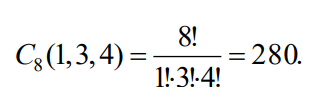 C₈(1,3,4) = 8! / (1!·3!·4!) = 280.